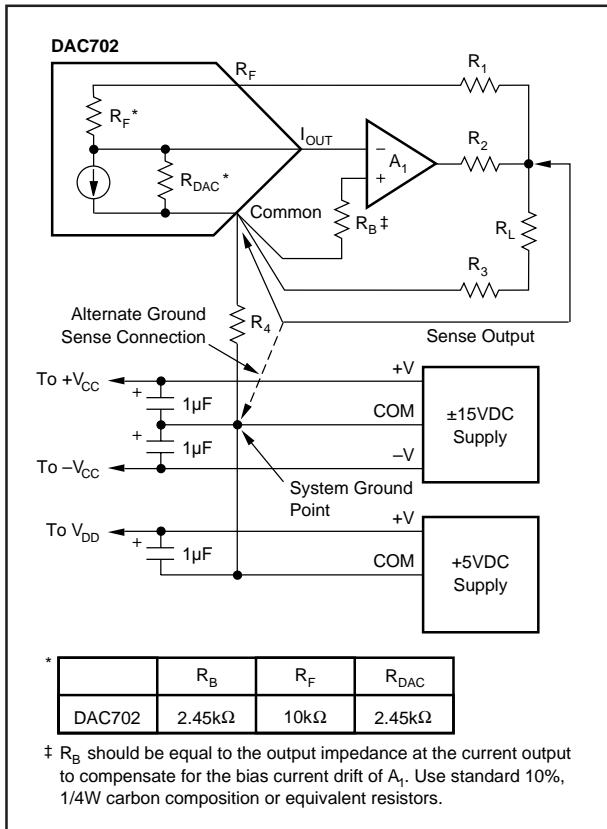 DAC702
R_F
R_1
R_F*
I_OUT
R_2
−
A_1
+
R_DAC*
Common
R_B‡
R_L
R_3
Alternate Ground
Sense Connection
R_4
Sense Output
To +V_CC
+
1µF
+V
COM
±15VDC
Supply
+
1µF
To –V_CC
–V
System Ground
Point
To V_DD
+
1µF
+V
COM
+5VDC
Supply
*
R_B R_F R_DAC
DAC702 2.45kΩ 10kΩ 2.45kΩ
‡ R_B should be equal to the output impedance at the current output
to compensate for the bias current drift of A_1. Use standard 10%,
1/4W carbon composition or equivalent resistors.